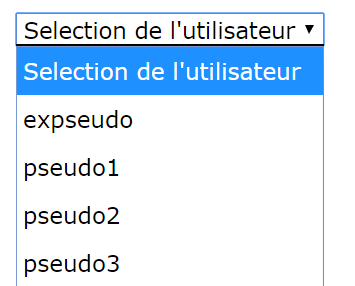 Selection de l'utilisateur
Selection de l'utilisateur
expseudo
pseudo1
pseudo2
pseudo3